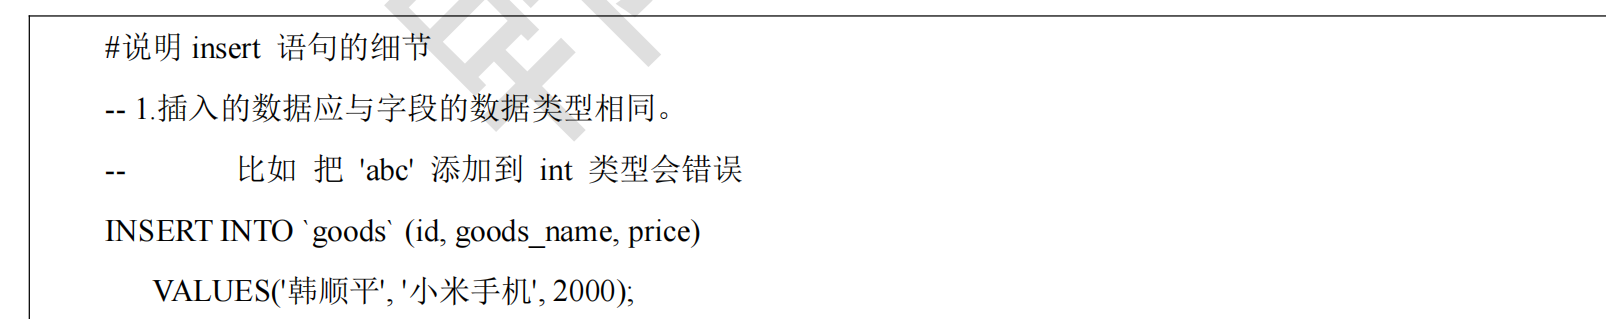 #说明 insert 语句的细节
-- 1.插入的数据应与字段的数据类型相同。
-- 比如 把 'abc' 添加到 int 类型会错误
INSERT INTO `goods` (id, goods_name, price)
VALUES('韩顺平', '小米手机', 2000);